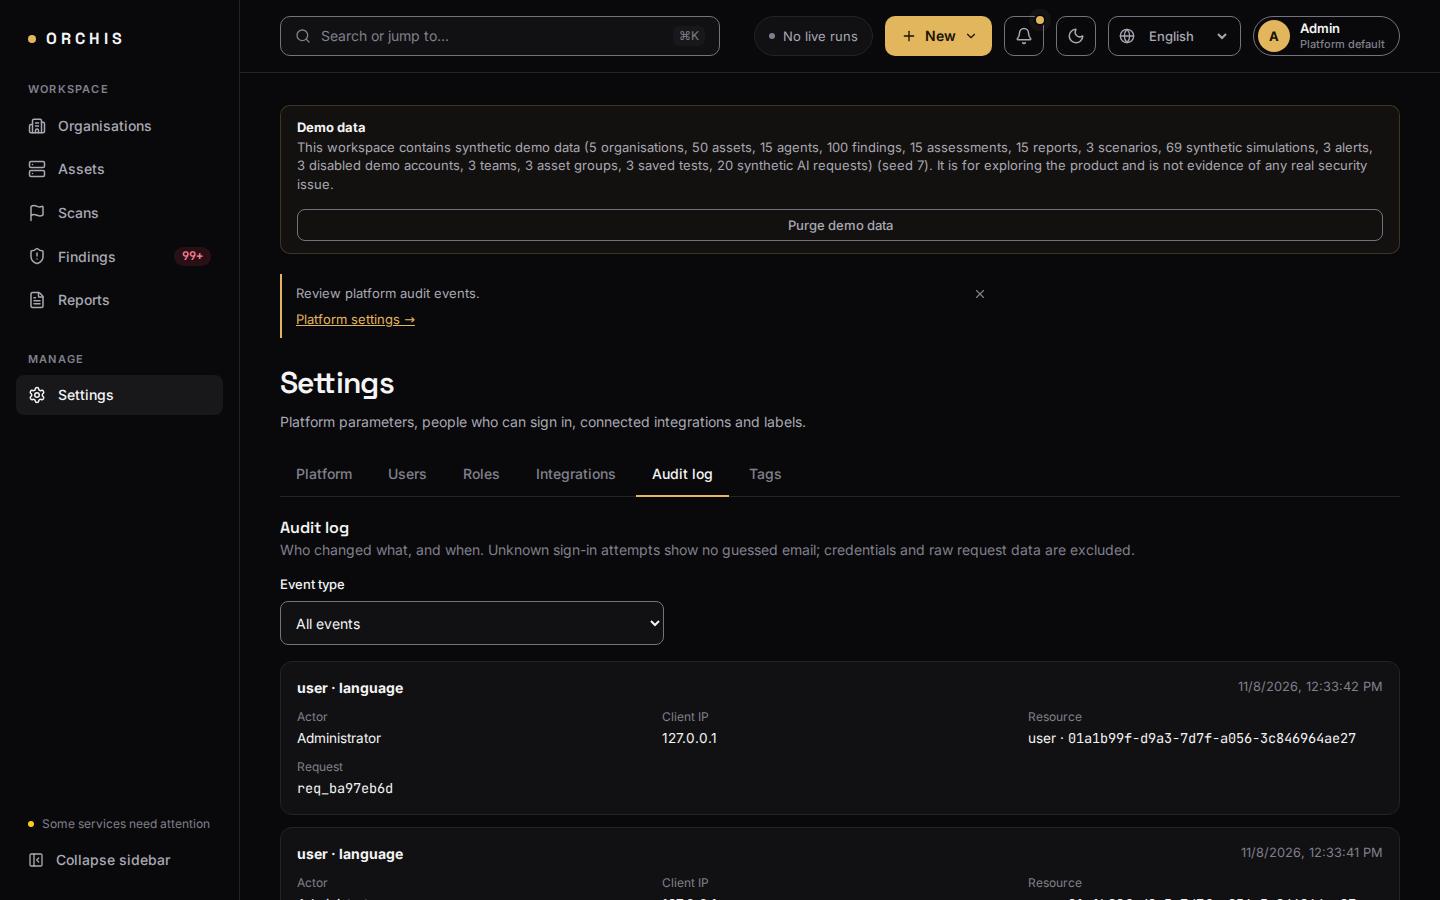 ORCHIS
WORKSPACE
Organisations
Assets
Scans
Findings 99+
Reports
MANAGE
Settings
Some services need attention
Collapse sidebar
Search or jump to... ⌘K
No live runs
New
English
A
Admin
Platform default
Demo data
This workspace contains synthetic demo data (5 organisations, 50 assets, 15 agents, 100 findings, 15 assessments, 15 reports, 3 scenarios, 69 synthetic simulations, 3 alerts,
3 disabled demo accounts, 3 teams, 3 asset groups, 3 saved tests, 20 synthetic AI requests) (seed 7). It is for exploring the product and is not evidence of any real security
issue.
Purge demo data
Review platform audit events.
Platform settings →
Settings
Platform parameters, people who can sign in, connected integrations and labels.
Platform Users Roles Integrations Audit log Tags
Audit log
Who changed what, and when. Unknown sign-in attempts show no guessed email; credentials and raw request data are excluded.
Event type
All events
user · language 11/8/2026, 12:33:42 PM
Actor Client IP Resource
Administrator 127.0.0.1 user · 01a1b99f-d9a3-7d7f-a056-3c846964ae27
Request
req_ba97eb6d
user · language 11/8/2026, 12:33:41 PM
Actor Client IP Resource